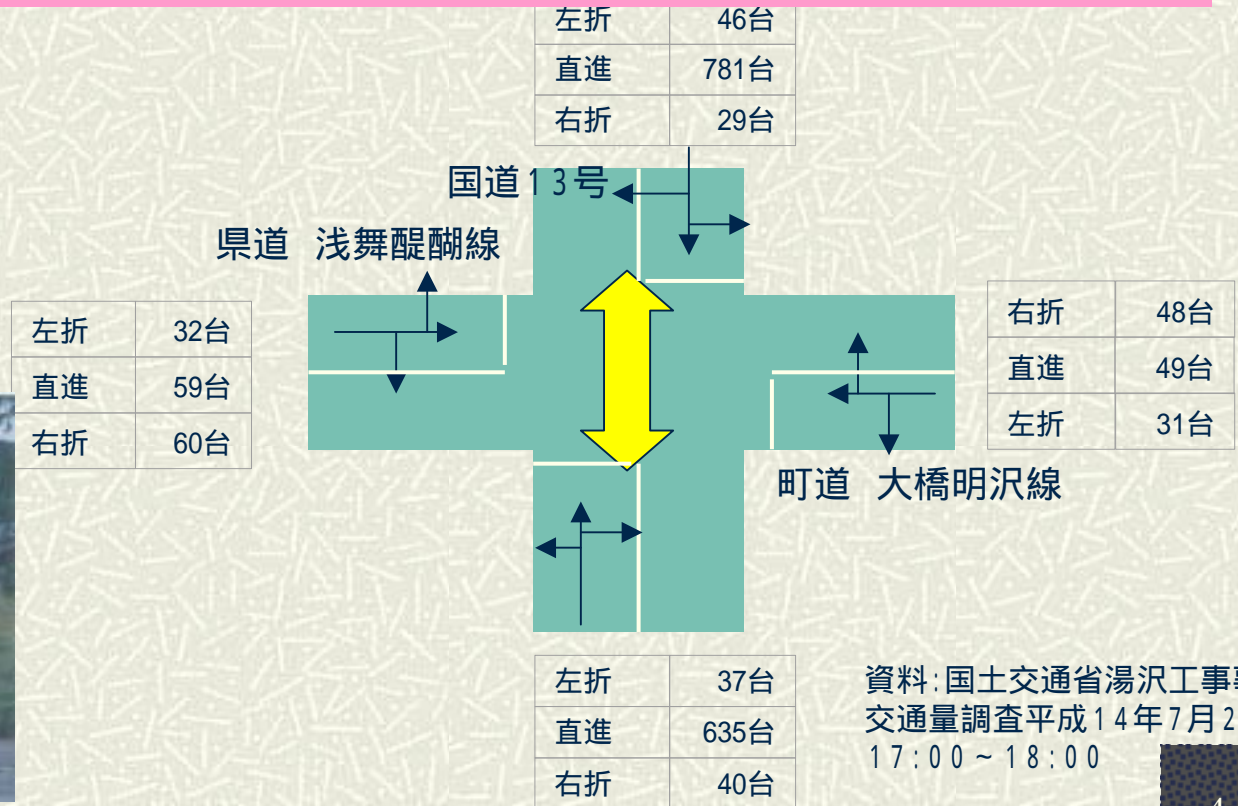 左折 46台
直進 781台
右折 29台
国道13号
県道 浅舞醍醐線
左折 32台
直進 59台
右折 60台
右折 48台
直進 49台
左折 31台
町道 大橋明沢線
左折 37台
直進 635台
右折 40台
資料:国土交通省湯沢工事
交通量調査平成14年7月2
17:00~18:00